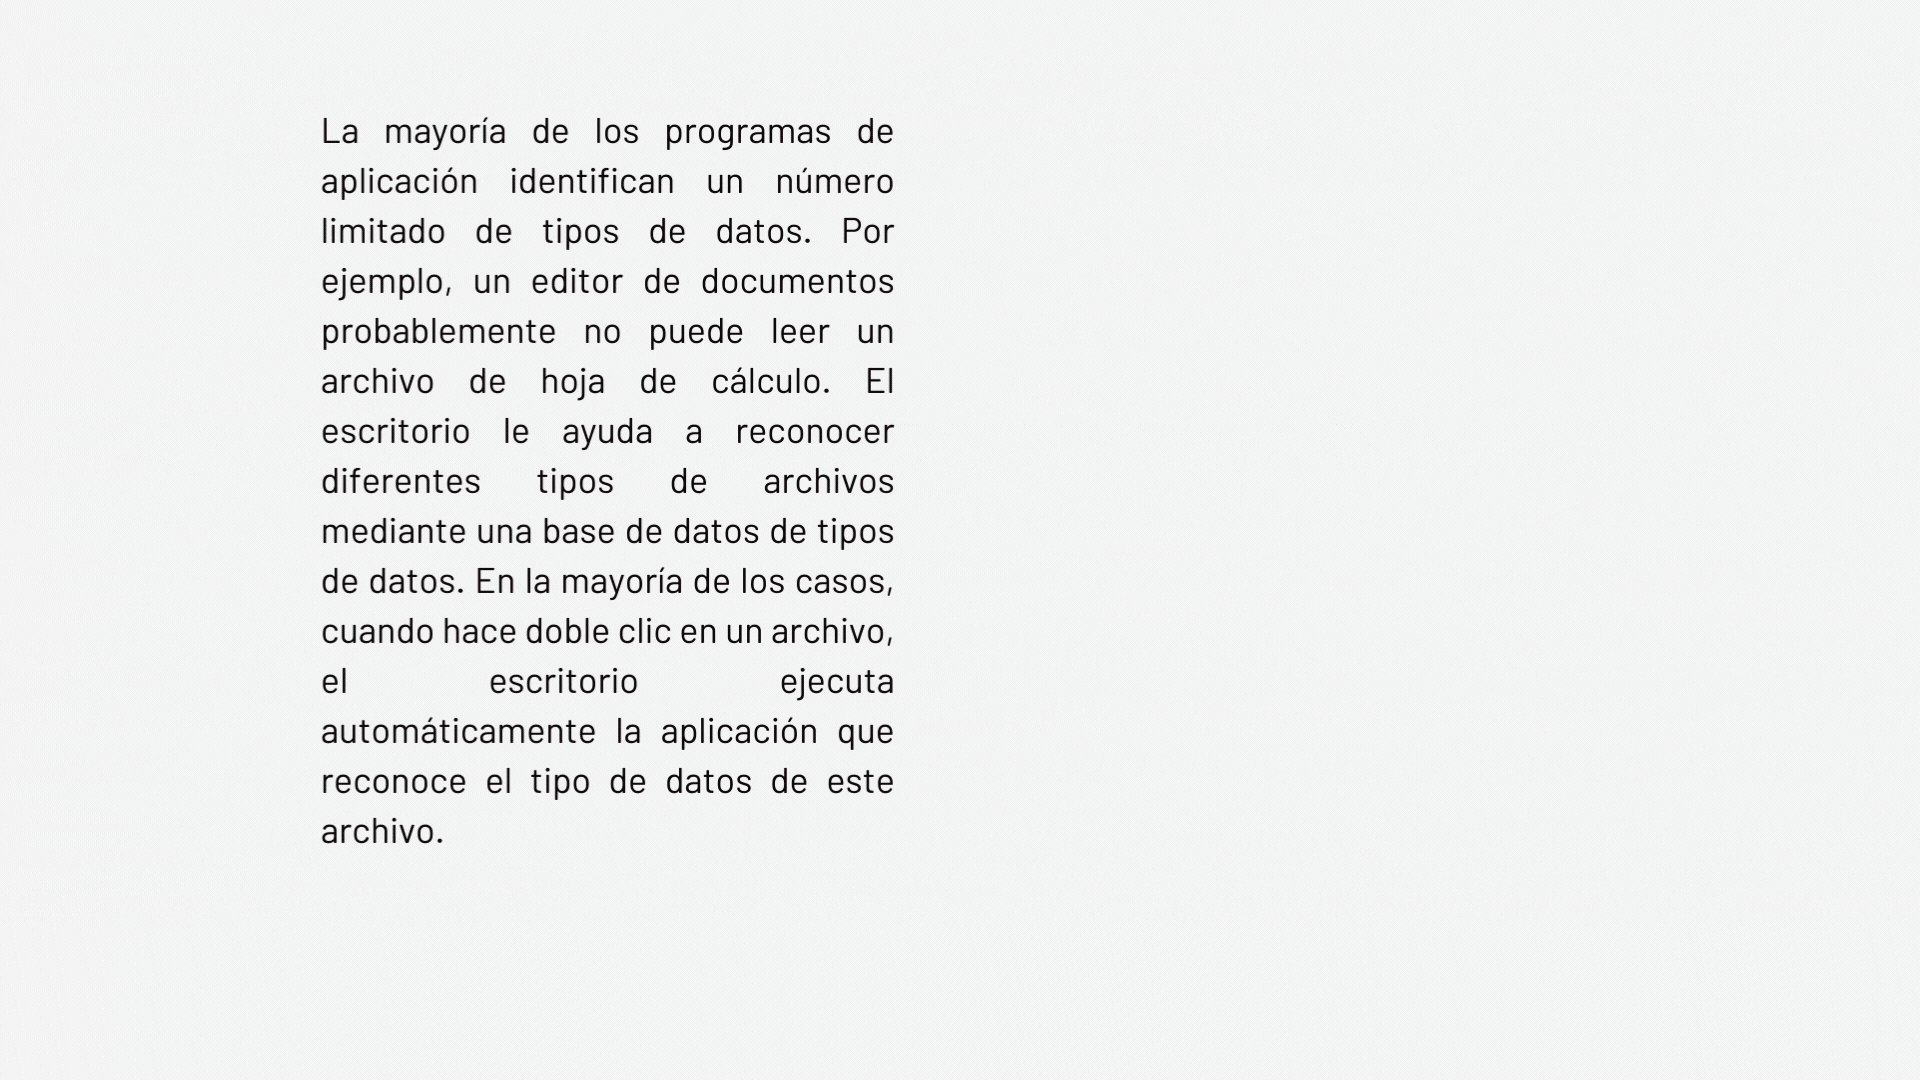 La mayoría de los programas de
aplicación identifican un número
limitado de tipos de datos. Por
ejemplo, un editor de documentos
probablemente no puede leer un
archivo de hoja de cálculo. El
escritorio le ayuda a reconocer
diferentes tipos de archivos
mediante una base de datos de tipos
de datos. En la mayoría de los casos,
cuando hace doble clic en un archivo,
el escritorio ejecuta
automáticamente la aplicación que
reconoce el tipo de datos de este
archivo.